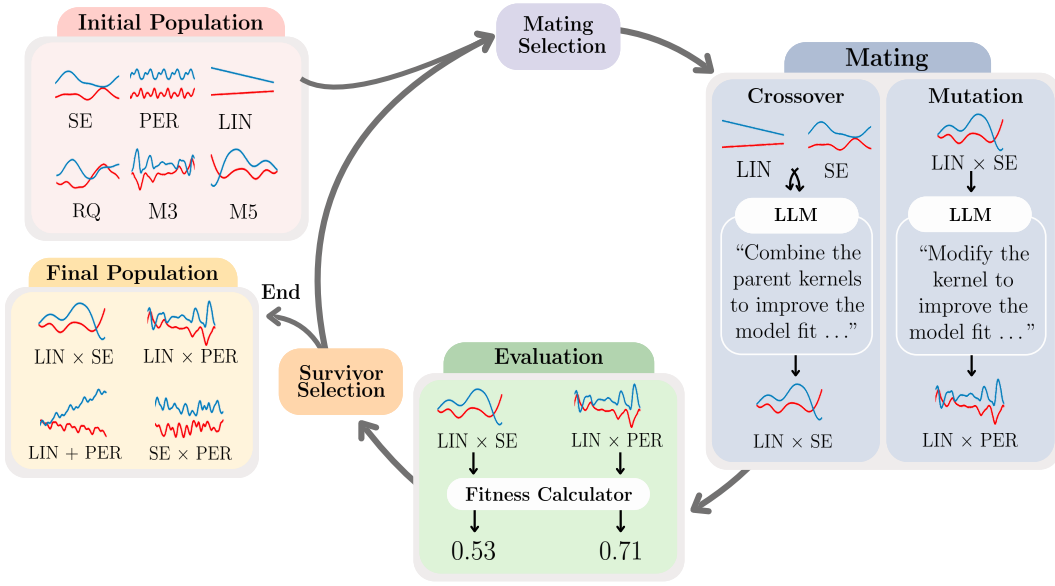 Initial Population
SE PER LIN
RQ M3 M5
Mating
Selection
Mating
Crossover
LIN SE
LLM
“Combine the
parent kernels
to improve the
model fit . . .”
LIN × SE
Mutation
LIN × SE
LLM
“Modify the
kernel to
improve the
model fit . . .”
LIN × PER
Evaluation
LIN × SE LIN × PER
Fitness Calculator
0.53 0.71
Survivor
Selection
End
Final Population
LIN × SE LIN × PER
LIN + PER SE × PER